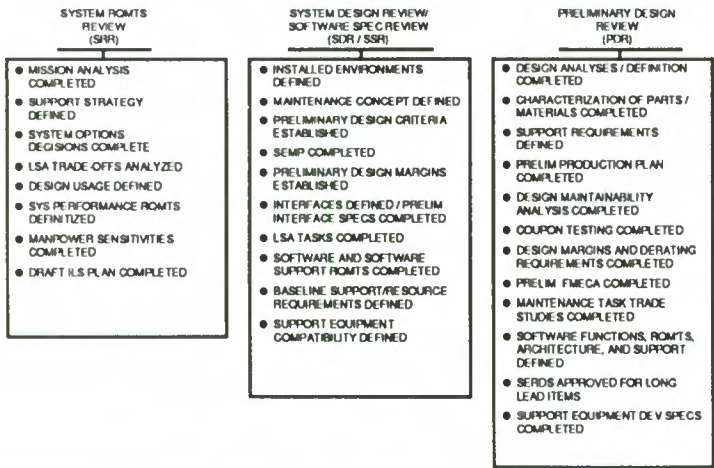 SYSTEM RQMTS
REVIEW
(SRR)
● MISSION ANALYSIS
COMPLETED
● SUPPORT STRATEGY
DEFINED
● SYSTEM OPTIONS
DECISIONS COMPLETE
● LSA TRADE-OFFS ANALYZED
● DESIGN USAGE DEFINED
● SYS PERFORMANCE RQMTS
DEFINITIZED
● MANPOWER SENSITIVITIES
COMPLETED
● DRAFT ILS PLAN COMPLETED
SYSTEM DESIGN REVIEW/
SOFTWARE SPEC REVIEW
(SDR / SSR)
● INSTALLED ENVIRONMENTS
DEFINED
● MAINTENANCE CONCEPT DEFINED
● PRELIMINARY DESIGN CRITERIA
ESTABLISHED
● SEMP COMPLETED
● PRELIMINARY DESIGN MARGINS
ESTABLISHED
● INTERFACES DEFINED / PRELIM
INTERFACE SPECS COMPLETED
● LSA TASKS COMPLETED
● SOFTWARE AND SOFTWARE
SUPPORT RQMTS COMPLETED
● BASELINE SUPPORT/RESOURCE
REQUIREMENTS DEFINED
● SUPPORT EQUIPMENT
COMPATIBILITY DEFINED
PRELIMINARY DESIGN
REVIEW
(PDR)
● DESIGN ANALYSES / DEFINITION
COMPLETED
● CHARACTERIZATION OF PARTS /
MATERIALS COMPLETED
● SUPPORT REQUIREMENTS
DEFINED
● PRELIM PRODUCTION PLAN
COMPLETED
● DESIGN MAINTAINABILITY
ANALYSIS COMPLETED
● COUPON TESTING COMPLETED
● DESIGN MARGINS AND DERATING
REQUIREMENTS COMPLETED
● PRELIM FMECA COMPLETED
● MAINTENANCE TASK TRADE
STUDIES COMPLETED
● SOFTWARE FUNCTIONS, RQMTS,
ARCHITECTURE, AND SUPPORT
DEFINED
● SERDS APPROVED FOR LONG
LEAD ITEMS
● SUPPORT EQUIPMENT DEV SPECS
COMPLETED